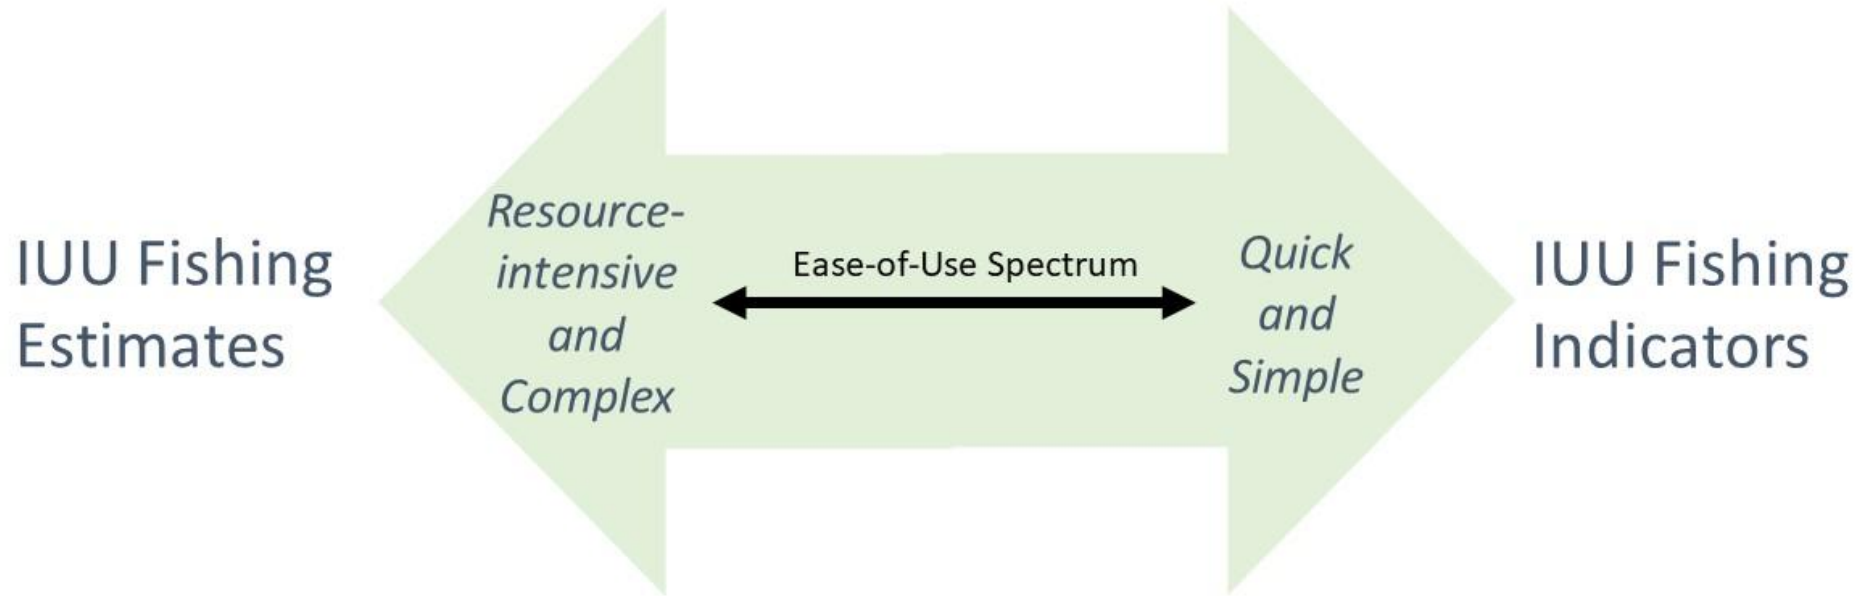 IUU Fishing
Estimates
Resource-
intensive
and
Complex
Ease-of-Use Spectrum
Quick
and
Simple
IUU Fishing
Indicators